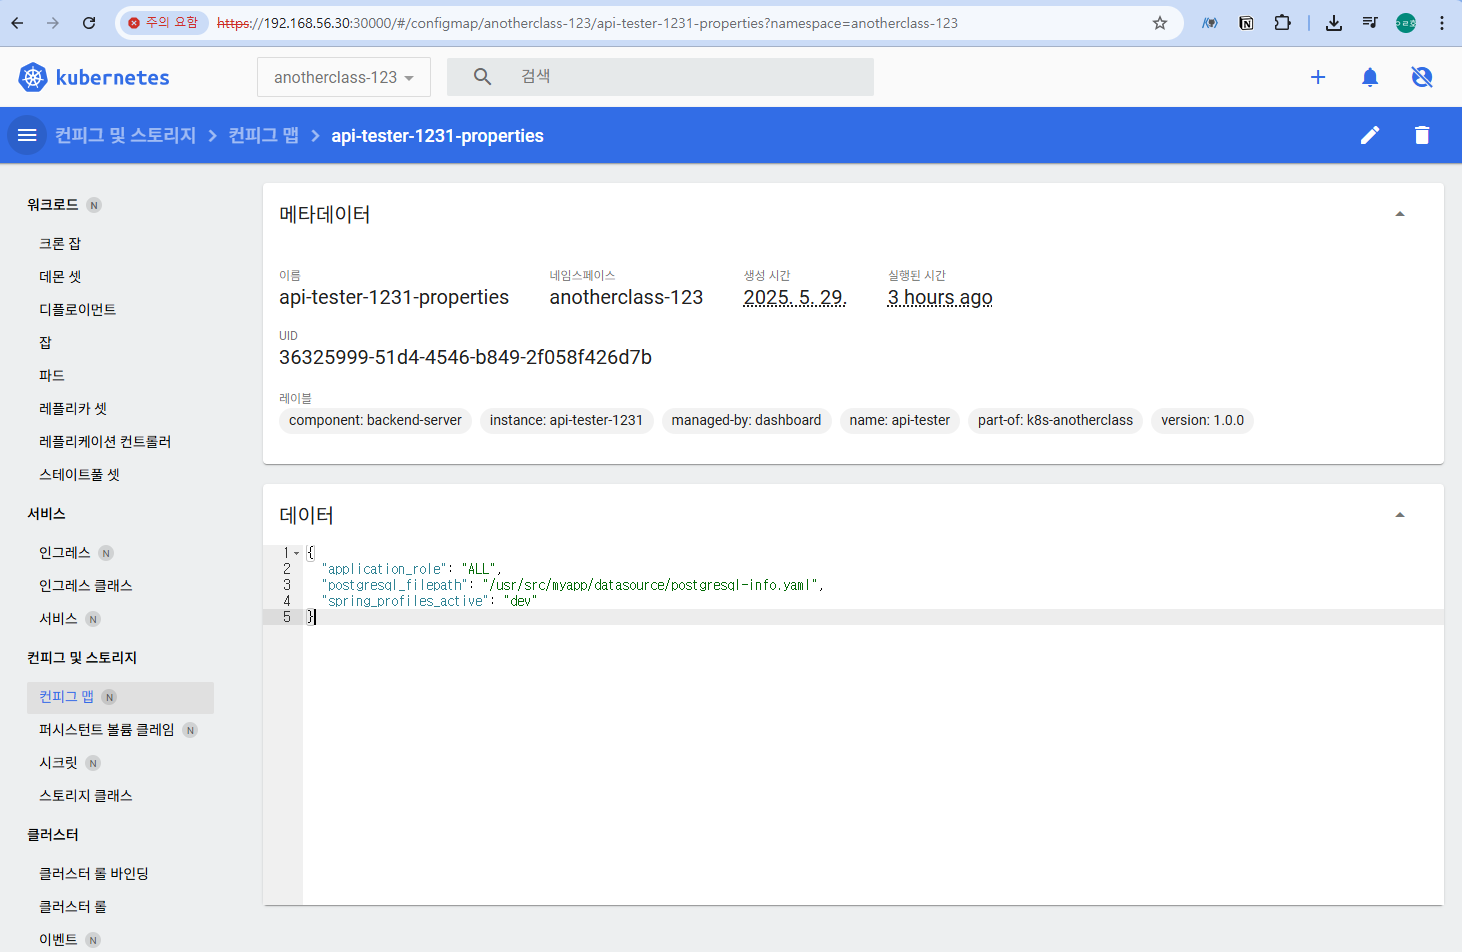 주의 요함 https://192.168.56.30:30000/#/configmap/anotherclass-123/api-tester-1231-properties?namespace=anotherclass-123
kubernetes anotherclass-123 검색
컨피그 및 스토리지 > 컨피그 맵 > api-tester-1231-properties
워크로드 N
크론 잡
데몬 셋
디플로이먼트
잡
파드
레플리카 셋
레플리케이션 컨트롤러
스테이트풀 셋
서비스
인그레스 N
인그레스 클래스
서비스 N
컨피그 및 스토리지
컨피그 맵 N
퍼시스턴트 볼륨 클레임 N
시크릿 N
스토리지 클래스
클러스터
클러스터 롤 바인딩
클러스터 롤
이벤트 N
메타데이터
이름 네임스페이스 생성 시간 실행된 시간
api-tester-1231-properties anotherclass-123 2025. 5. 29. 3 hours ago
UID
36325999-51d4-4546-b849-2f058f426d7b
레이블
component: backend-server instance: api-tester-1231 managed-by: dashboard name: api-tester part-of: k8s-anotherclass version: 1.0.0
데이터
1 {
2 "application_role": "ALL",
3 "postgresql_filepath": "/usr/src/myapp/datasource/postgresql-info.yaml",
4 "spring_profiles_active": "dev"
5 }